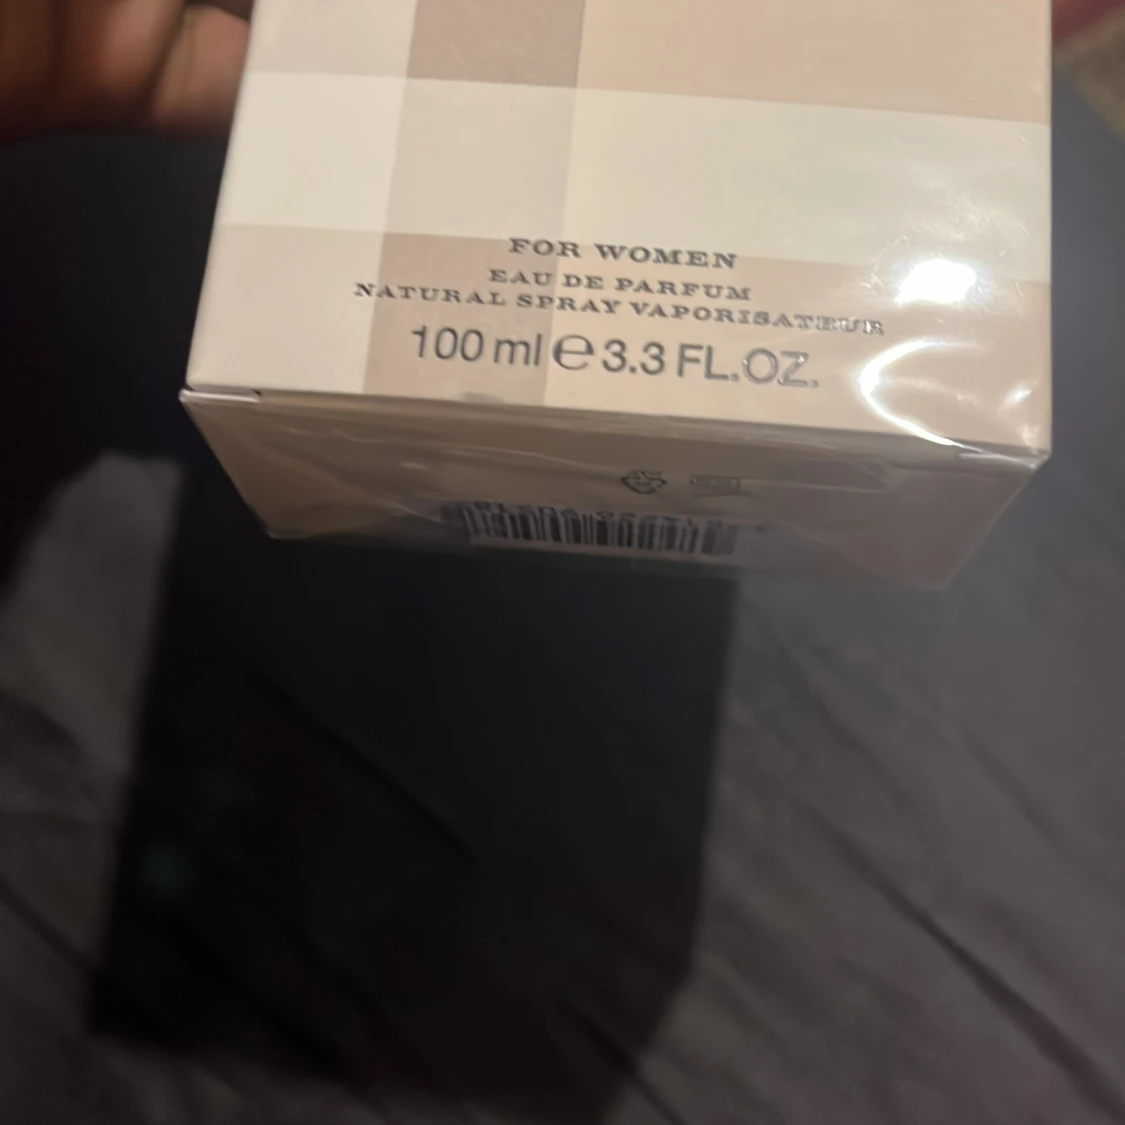 FOR WOMEN
EAU DE PARFUM
NATURAL SPRAY VAPORISATEUR
100 ml e 3.3 FL.OZ.